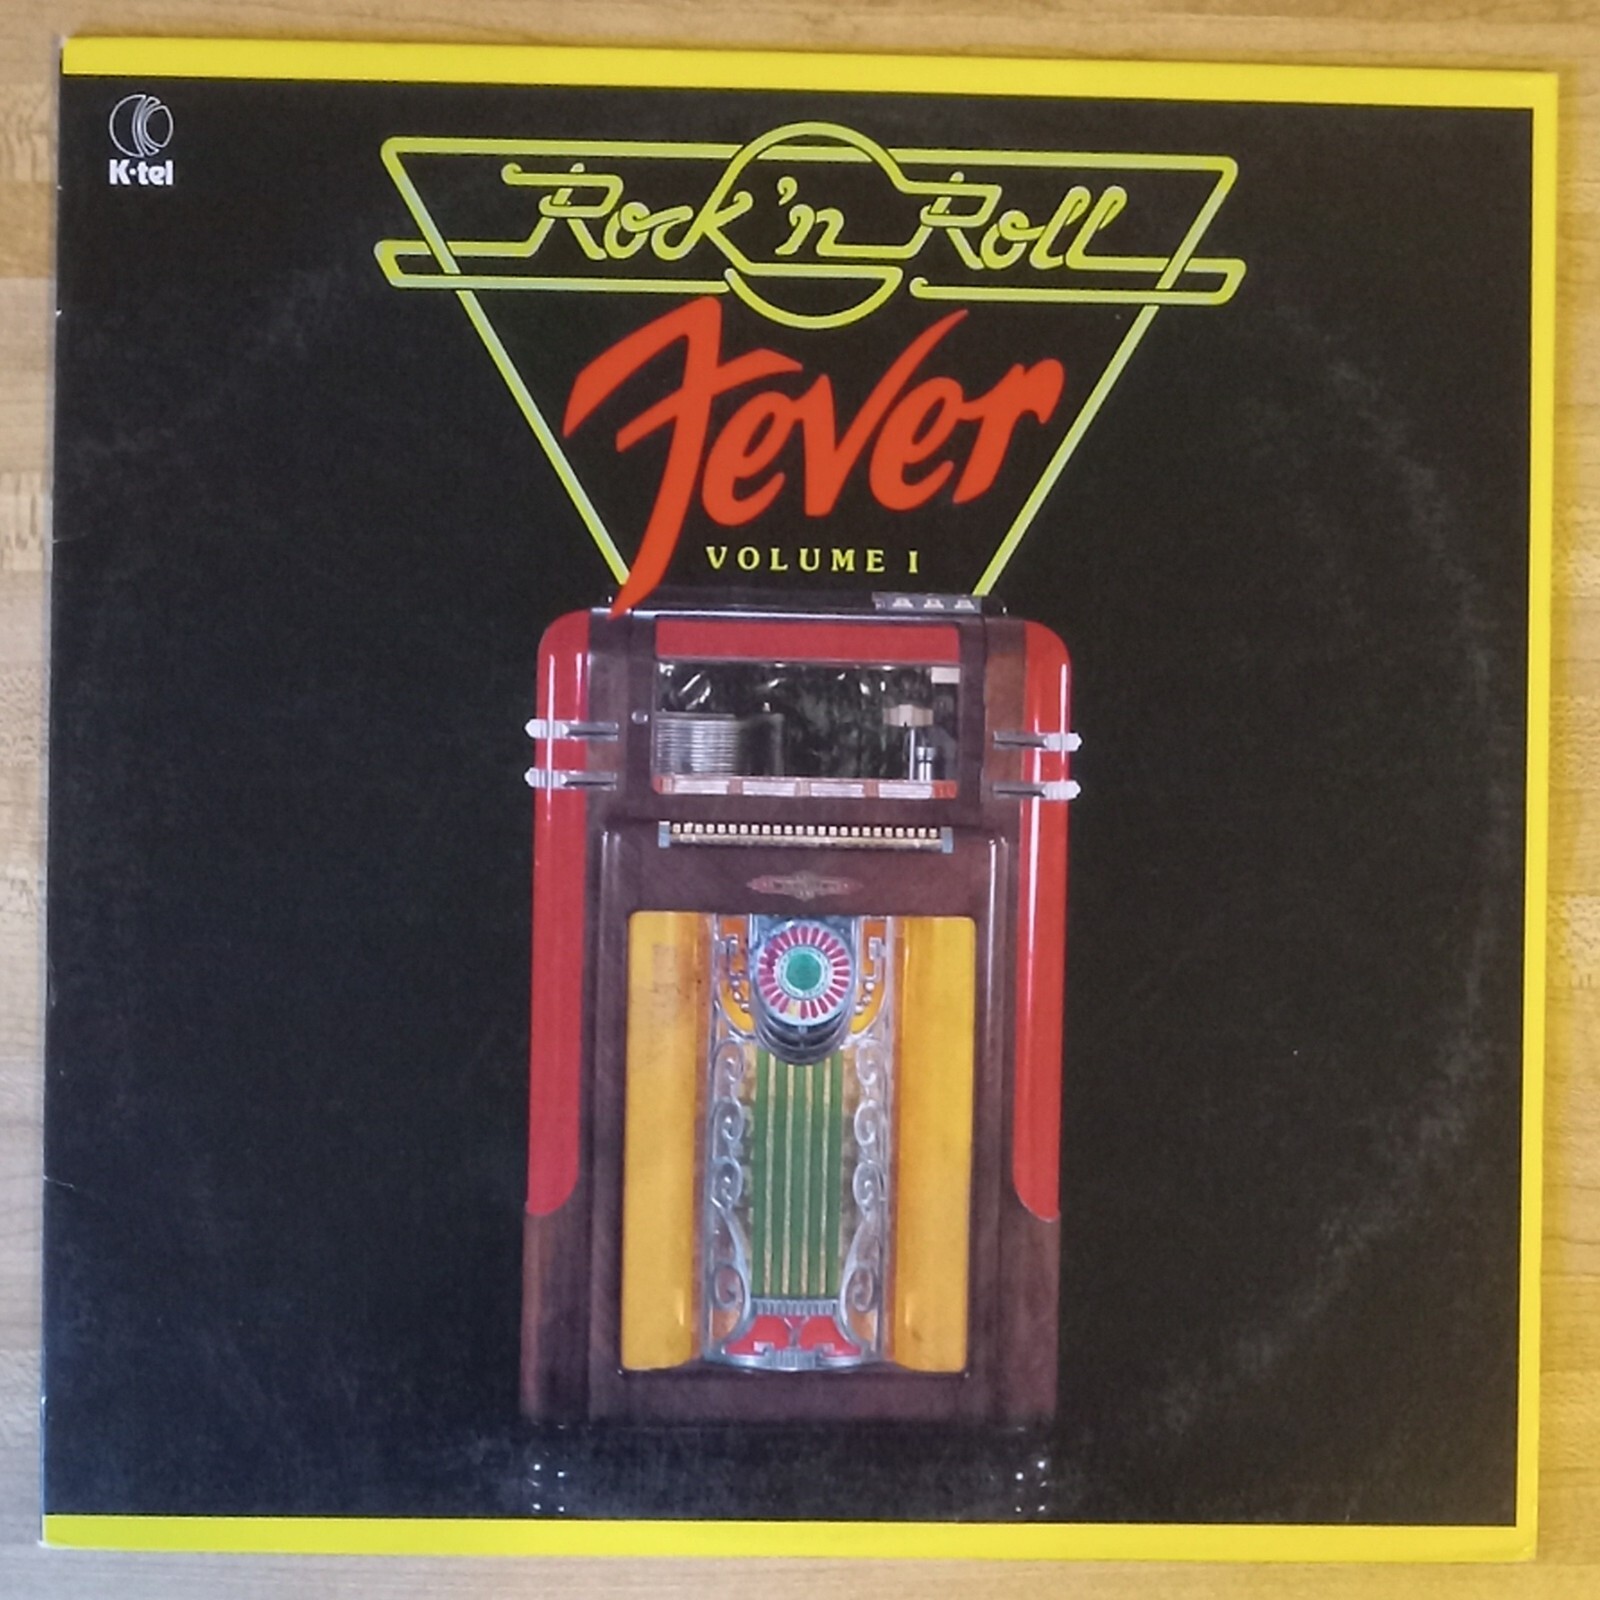 K-tel
Rock 'n Roll
Fever
VOLUME I